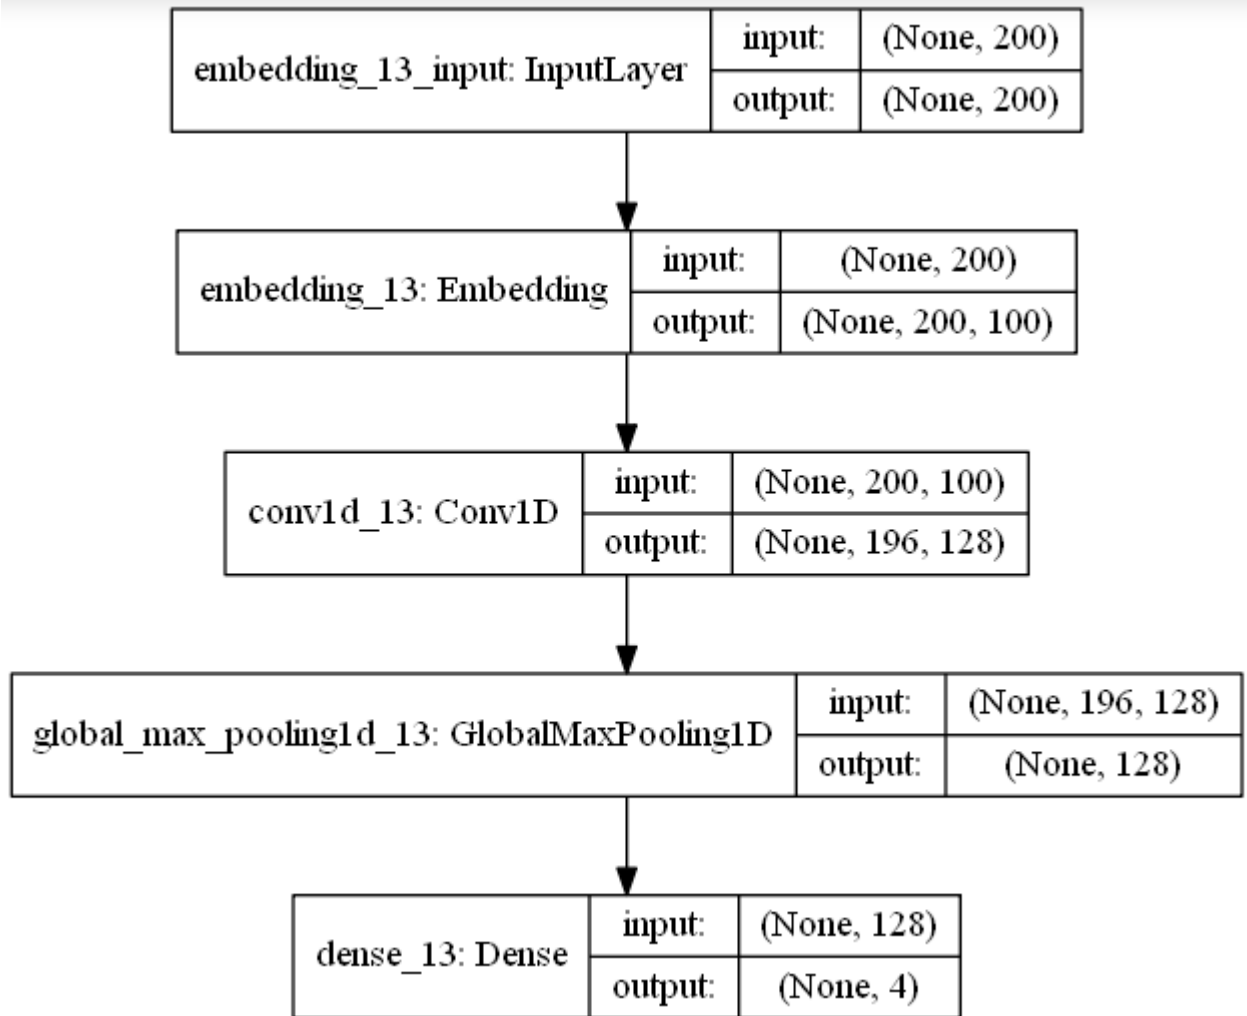 embedding_13_input: InputLayer
input: (None, 200)
output: (None, 200)
embedding_13: Embedding
input: (None, 200)
output: (None, 200, 100)
conv1d_13: Conv1D
input: (None, 200, 100)
output: (None, 196, 128)
global_max_pooling1d_13: GlobalMaxPooling1D
input: (None, 196, 128)
output: (None, 128)
dense_13: Dense
input: (None, 128)
output: (None, 4)